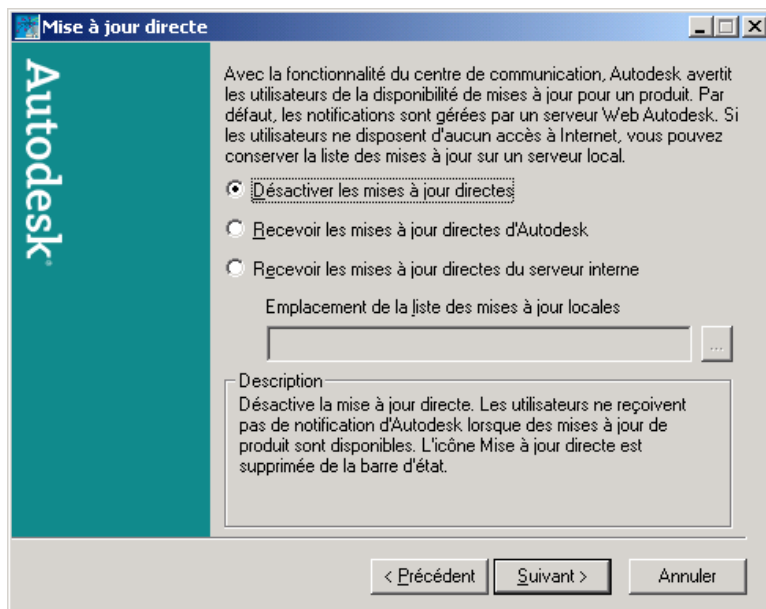 Mise à jour directe
Autodesk
Avec la fonctionnalité du centre de communication, Autodesk avertit
les utilisateurs de la disponibilité de mises à jour pour un produit. Par
défaut, les notifications sont gérées par un serveur Web Autodesk. Si
les utilisateurs ne disposent d'aucun accès à Internet, vous pouvez
conserver la liste des mises à jour sur un serveur local.
Désactiver les mises à jour directes
Recevoir les mises à jour directes d'Autodesk
Recevoir les mises à jour directes du serveur interne
Emplacement de la liste des mises à jour locales
...
Description
Désactive la mise à jour directe. Les utilisateurs ne reçoivent
pas de notification d'Autodesk lorsque des mises à jour de
produit sont disponibles. L'icône Mise à jour directe est
supprimée de la barre d'état.
< Précédent
Suivant >
Annuler